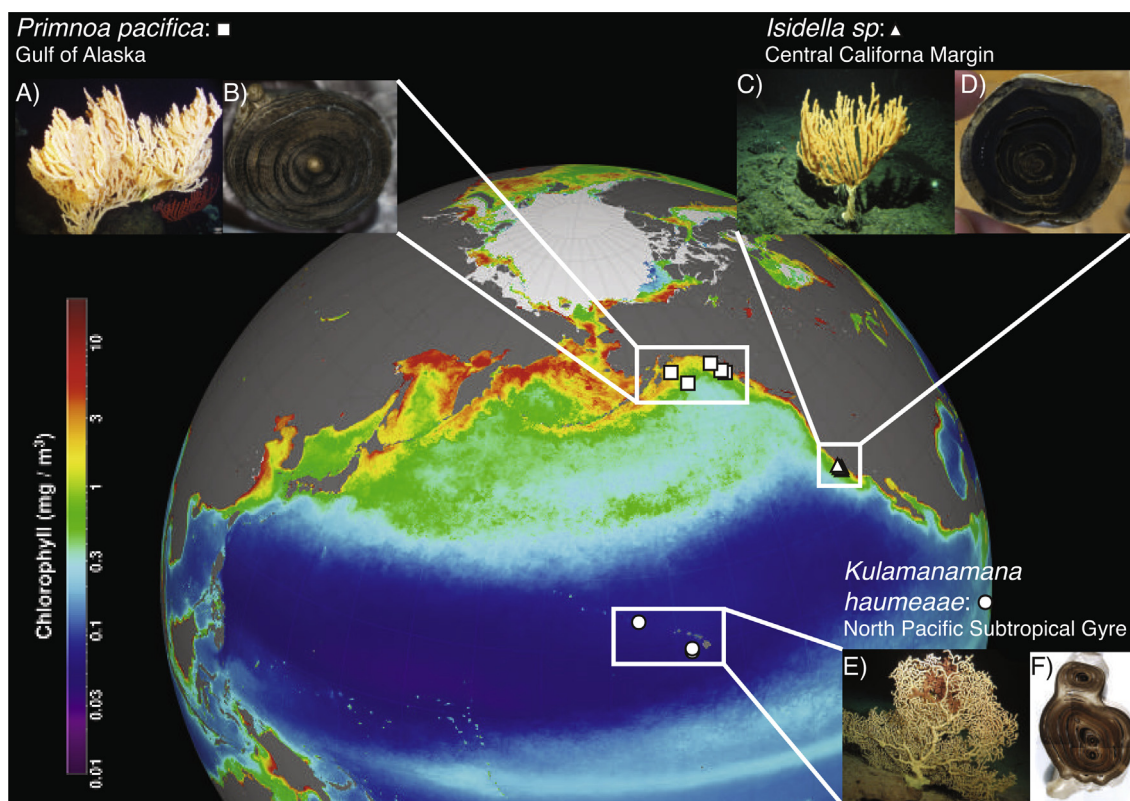 Primnoa pacifica:
Gulf of Alaska
A)
B)
Isidella sp:
Central Californa Margin
C)
D)
Chlorophyll (mg / m³)
10
3
1
0.3
0.1
0.03
0.01
Kulamanamana
haumeaae:
North Pacific Subtropical Gyre
E)
F)